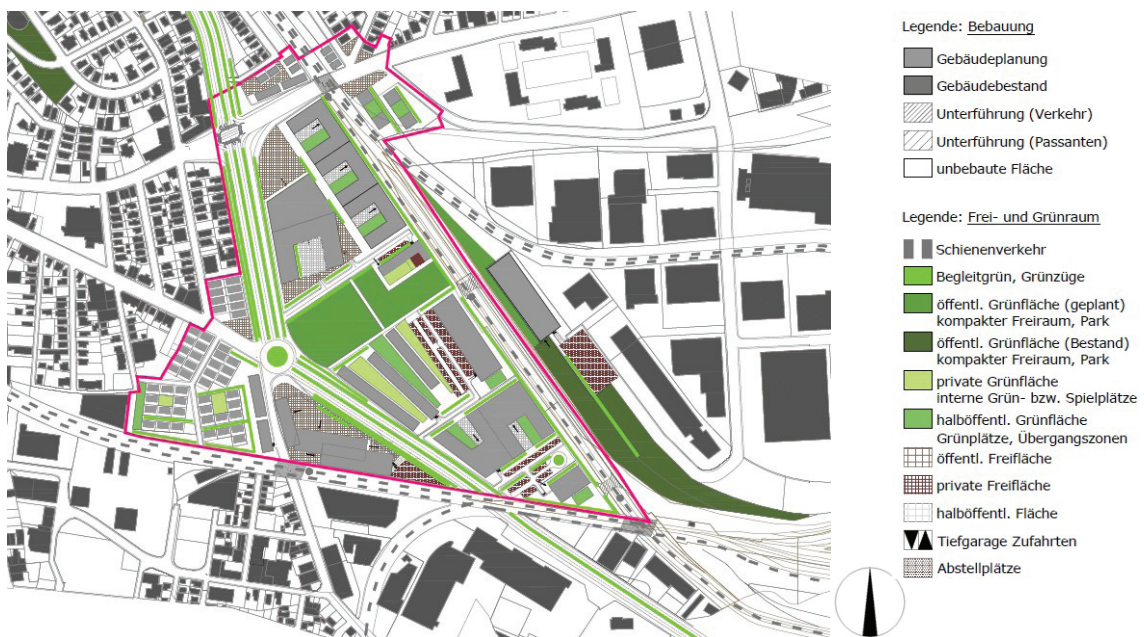 Legende: Bebauung
Gebäudeplanung
Gebäudebestand
Unterführung (Verkehr)
Unterführung (Passanten)
unbebaute Fläche
Legende: Frei- und Grünraum
Schienenverkehr
Begleitgrün, Grünzüge
öffentl. Grünfläche (geplant)
kompakter Freiraum, Park
öffentl. Grünfläche (Bestand)
kompakter Freiraum, Park
private Grünfläche
interne Grün- bzw. Spielplätze
halböffentl. Grünfläche
Grünplätze, Übergangszonen
öffentl. Freifläche
private Freifläche
halböffentl. Fläche
Tiefgarage Zufahrten
Abstellplätze